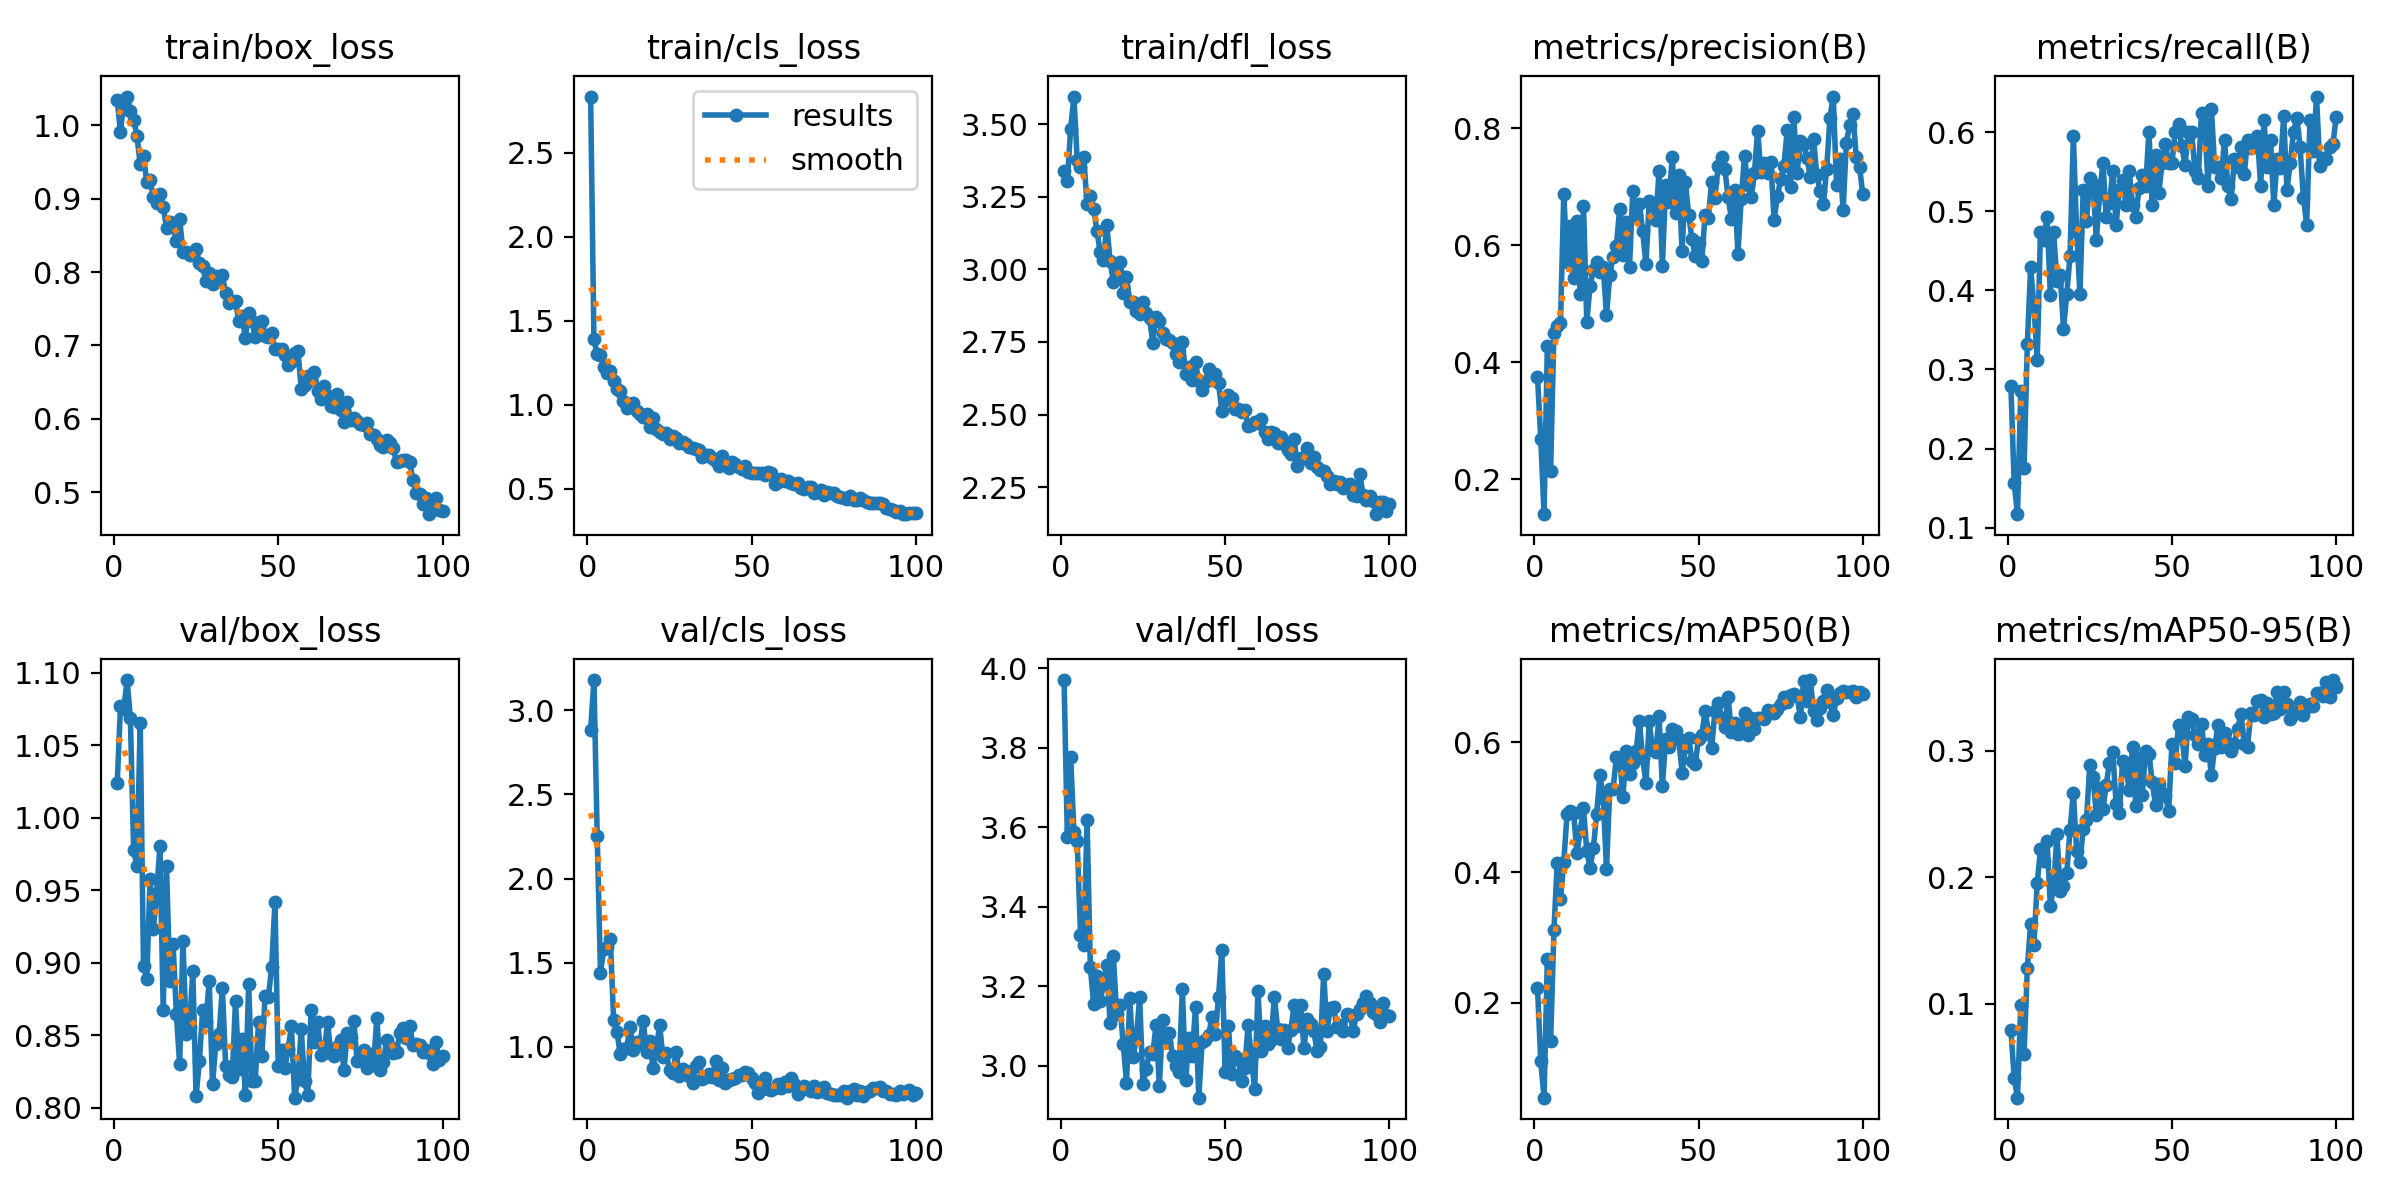 train/box_loss
1.0
0.9
0.8
0.7
0.6
0.5
0 50 100
train/cls_loss
results
smooth
2.5
2.0
1.5
1.0
0.5
0 50 100
train/dfl_loss
3.50
3.25
3.00
2.75
2.50
2.25
0 50 100
metrics/precision(B)
0.8
0.6
0.4
0.2
0 50 100
metrics/recall(B)
0.6
0.5
0.4
0.3
0.2
0.1
0 50 100
val/box_loss
1.10
1.05
1.00
0.95
0.90
0.85
0.80
0 50 100
val/cls_loss
3.0
2.5
2.0
1.5
1.0
0 50 100
val/dfl_loss
4.0
3.8
3.6
3.4
3.2
3.0
0 50 100
metrics/mAP50(B)
0.6
0.4
0.2
0 50 100
metrics/mAP50-95(B)
0.3
0.2
0.1
0 50 100